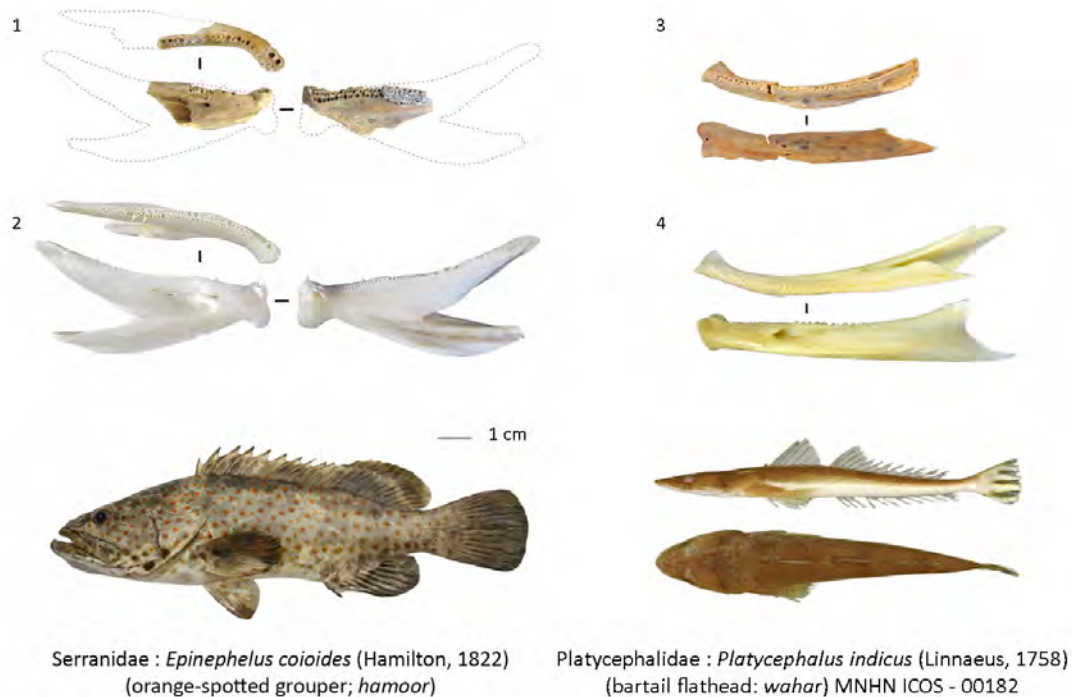 1
3
2
4
1 cm
Serranidae : Epinephelus coioides (Hamilton, 1822)
(orange-spotted grouper; hamoor)
Platycephalidae : Platycephalus indicus (Linnaeus, 1758)
(bartail flathead: wahar) MNHN ICOS - 00182